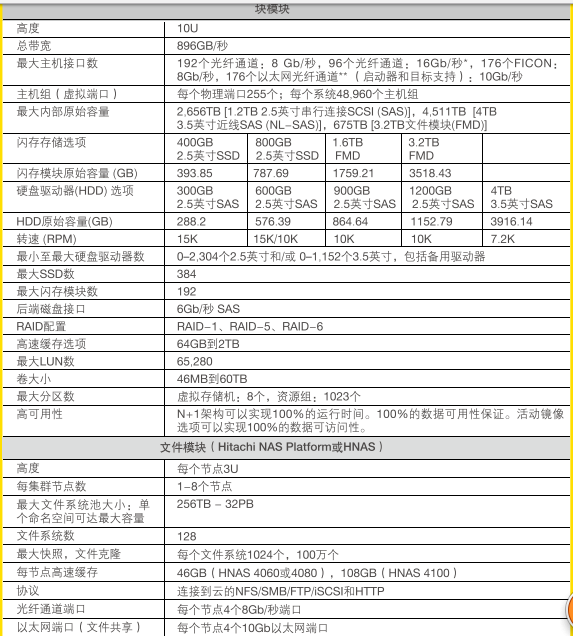 块模块
高度 10U
总带宽 896GB/秒
最大主机接口数 192个光纤通道；8 Gb/秒，96个光纤通道；16Gb/秒*，176个FICON；
8Gb/秒，176个以太网光纤通道**（启动器和目标支持）；10Gb/秒
主机组（虚拟端口） 每个物理端口255个；每个系统48,960个主机组
最大内部原始容量 2,656TB [1.2TB 2.5英寸串行连接SCSI (SAS)]，4,511TB [4TB
3.5英寸近线SAS (NL-SAS)]，675TB [3.2TB文件模块(FMD)]
闪存存储选项 400GB 800GB 1.6TB 3.2TB
2.5英寸SSD 2.5英寸SSD FMD FMD
闪存模块原始容量 (GB) 393.85 787.69 1759.21 3518.43
硬盘驱动器(HDD) 选项 300GB 600GB 900GB 1200GB 4TB
2.5英寸SAS 2.5英寸SAS 2.5英寸SAS 2.5英寸SAS 3.5英寸SAS
HDD原始容量(GB) 288.2 576.39 864.64 1152.79 3916.14
转速 (RPM) 15K 15K/10K 10K 10K 7.2K
最小至最大硬盘驱动器数 0–2,304个2.5英寸和/或 0–1,152个3.5英寸，包括备用驱动器
最大SSD数 384
最大闪存模块数 192
后端磁盘接口 6Gb/秒 SAS
RAID配置 RAID-1、RAID-5、RAID-6
高速缓存选项 64GB到2TB
最大LUN数 65,280
卷大小 46MB到60TB
最大分区数 虚拟存储机；8个，资源组；1023个
高可用性 N+1架构可以实现100%的运行时间。100%的数据可用性保证。活动镜像
选项可以实现100%的数据可访问性。
文件模块（Hitachi NAS Platform或HNAS）
高度 每个节点3U
每集群节点数 1–8个节点
最大文件系统池大小；单 256TB – 32PB
个命名空间可达最大容量
文件系统数 128
最大快照，文件克隆 每个文件系统1024个，100万个
每节点高速缓存 46GB（HNAS 4060或4080），108GB（HNAS 4100）
协议 连接到云的NFS/SMB/FTP/iSCSI和HTTP
光纤通道端口 每个节点4个8Gb/秒端口
以太网端口（文件共享） 每个节点4个10Gb以太网端口